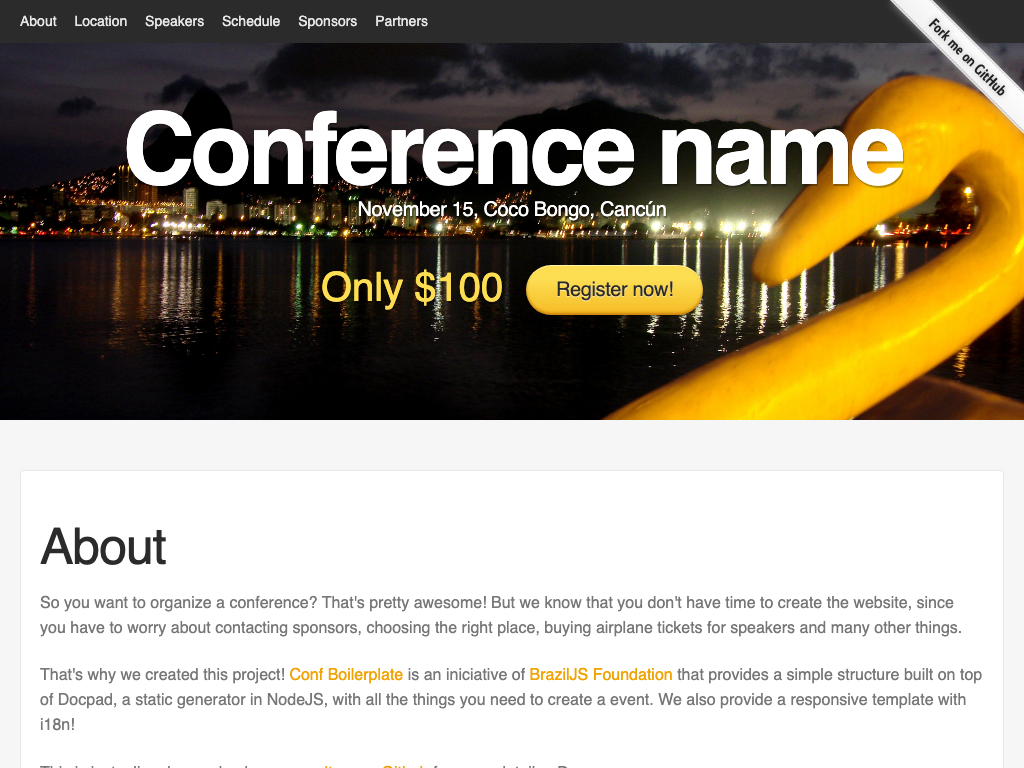 About Location Speakers Schedule Sponsors Partners
Fork me on GitHub
Conference name
November 15, Coco Bongo, Cancún
Only $100 Register now!
About
So you want to organize a conference? That's pretty awesome! But we know that you don't have time to create the website, since
you have to worry about contacting sponsors, choosing the right place, buying airplane tickets for speakers and many other things.
That's why we created this project! Conf Boilerplate is an iniciative of BrazilJS Foundation that provides a simple structure built on top
of Docpad, a static generator in NodeJS, with all the things you need to create a event. We also provide a responsive template with
i18n!